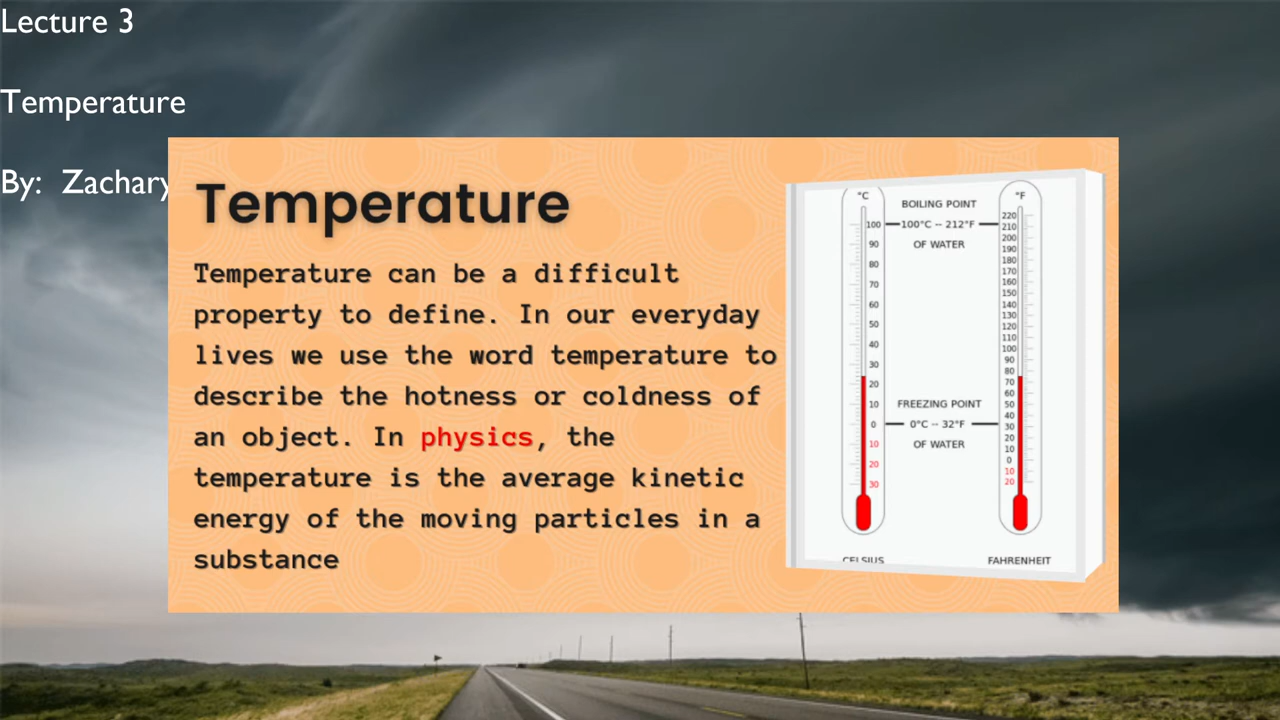 Lecture 3
Temperature
By:  Zachary
Temperature
Temperature can be a difficult
property to define. In our everyday
lives we use the word temperature to
describe the hotness or coldness of
an object. In physics, the
temperature is the average kinetic
energy of the moving particles in a
substance
°C
°F
BOILING POINT
100°C -- 212°F
OF WATER
100
90
80
70
60
50
40
30
20
10
0
10
20
30
220
210
200
190
180
170
160
150
140
130
120
110
100
90
80
70
60
50
40
30
20
10
0
10
20
FREEZING POINT
0°C -- 32°F
OF WATER
CELSIUS
FAHRENHEIT